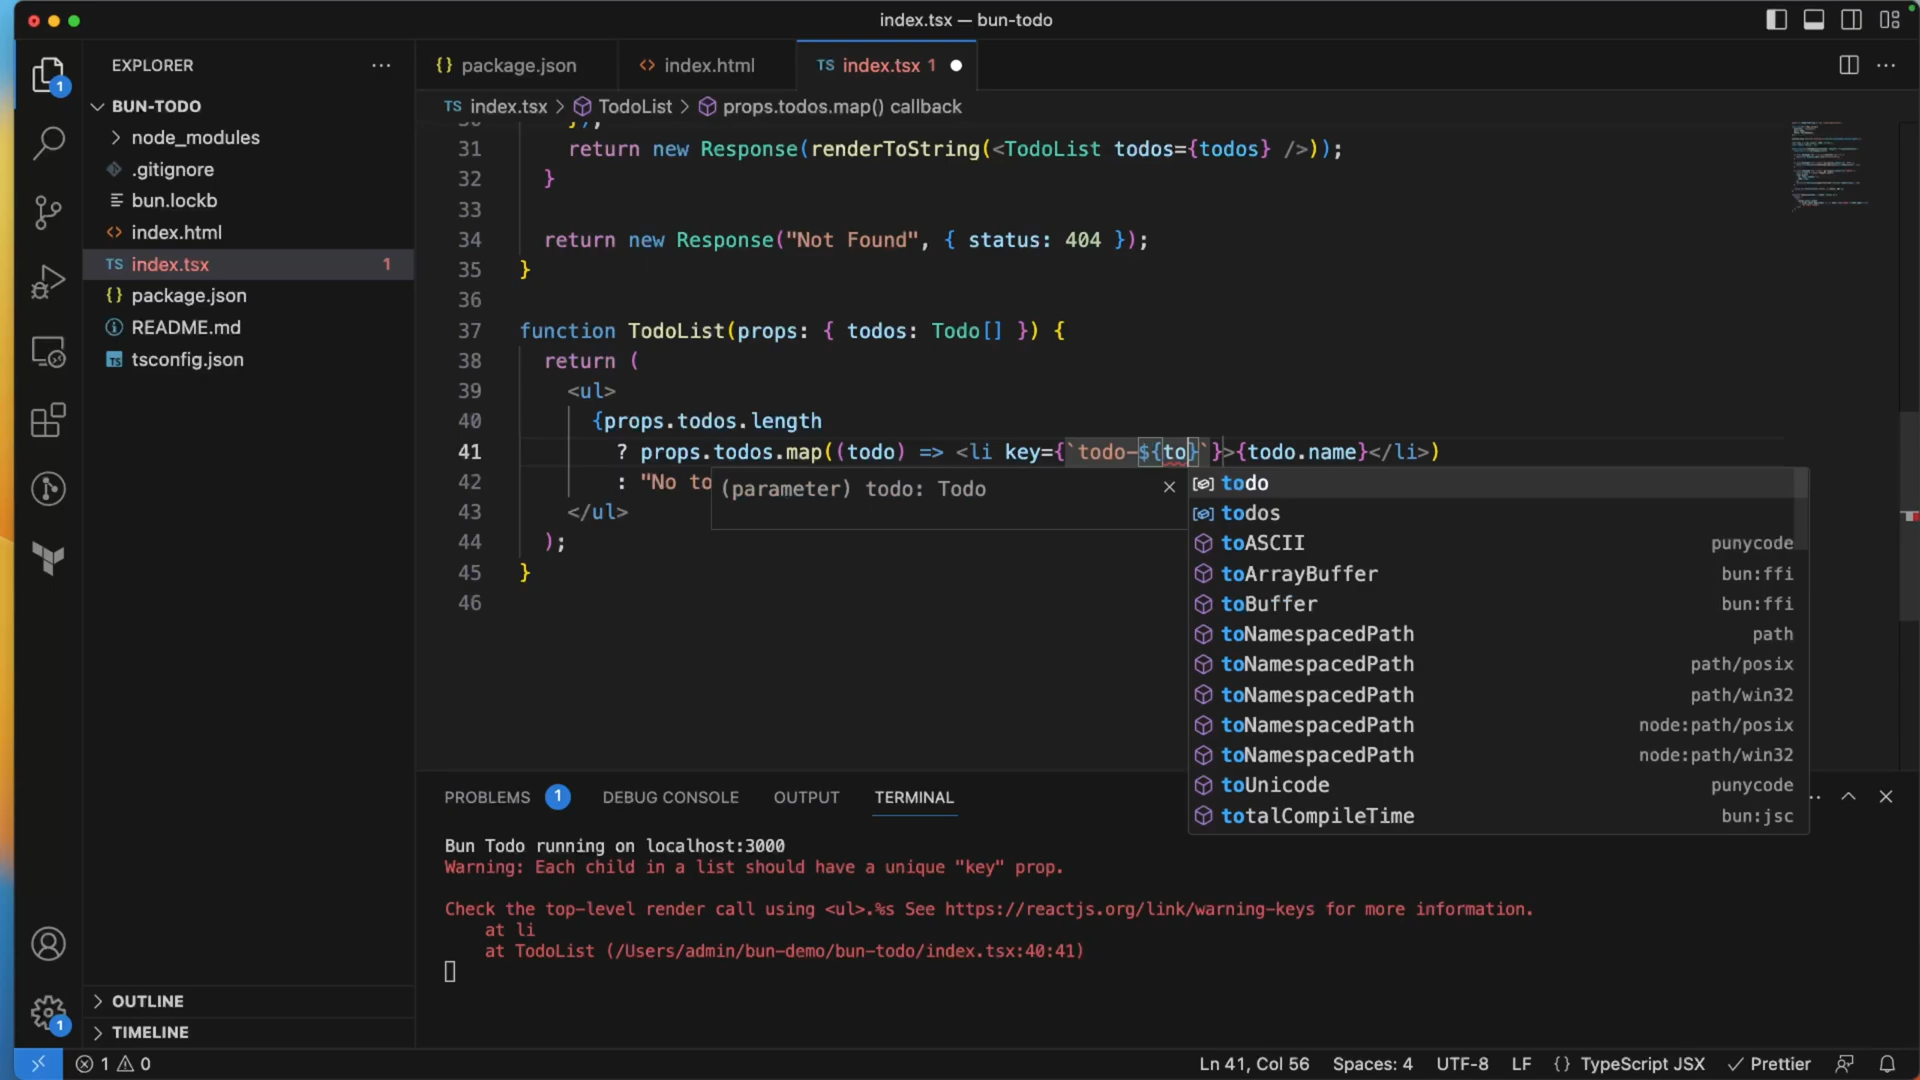 index.tsx — bun-todo
EXPLORER
BUN-TODO
node_modules
.gitignore
bun.lockb
index.html
TS index.tsx 1
{} package.json
README.md
TS tsconfig.json
OUTLINE
TIMELINE
{} package.json
<> index.html
TS index.tsx 1
TS index.tsx > TodoList > props.todos.map() callback
30 });
31 return new Response(renderToString(<TodoList todos={todos} />));
32 }
33
34 return new Response("Not Found", { status: 404 });
35 }
36
37 function TodoList(props: { todos: Todo[] }) {
38 return (
39 <ul>
40 {props.todos.length
41 ? props.todos.map((todo) => <li key={`todo-${to}`}>{todo.name}</li>)
42 : "No to
43 </ul>
44 );
45 }
46
(parameter) todo: Todo
todo
todos
toASCII punycode
toArrayBuffer bun:ffi
toBuffer bun:ffi
toNamespacedPath path
toNamespacedPath path/posix
toNamespacedPath path/win32
toNamespacedPath node:path/posix
toNamespacedPath node:path/win32
toUnicode punycode
totalCompileTime bun:jsc
PROBLEMS 1 DEBUG CONSOLE OUTPUT TERMINAL
Bun Todo running on localhost:3000
Warning: Each child in a list should have a unique "key" prop.
Check the top-level render call using <ul>.%s See https://reactjs.org/link/warning-keys for more information.
at li
at TodoList (/Users/admin/bun-demo/bun-todo/index.tsx:40:41)
1
1
1 0
Ln 41, Col 56 Spaces: 4 UTF-8 LF {} TypeScript JSX Prettier